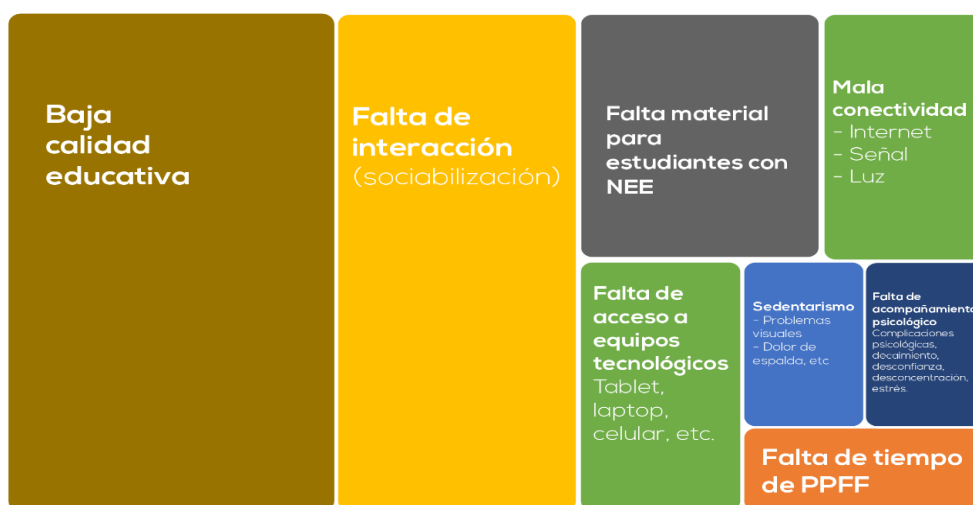 Baja
calidad
educativa
Falta de
interacción
(sociabilización)
Falta material
para
estudiantes con
NEE
Mala
conectividad
- Internet
- Señal
- Luz
Falta de
acceso a
equipos
tecnológicos
Tablet,
laptop,
celular, etc.
Sedentarismo
- Problemas
visuales
- Dolor de
espalda, etc
Falta de
acompañamiento
psicológico
Complicaciones
psicológicas,
decaimiento,
desconfianza,
desconcentración,
estrés.
Falta de tiempo
de PPFF